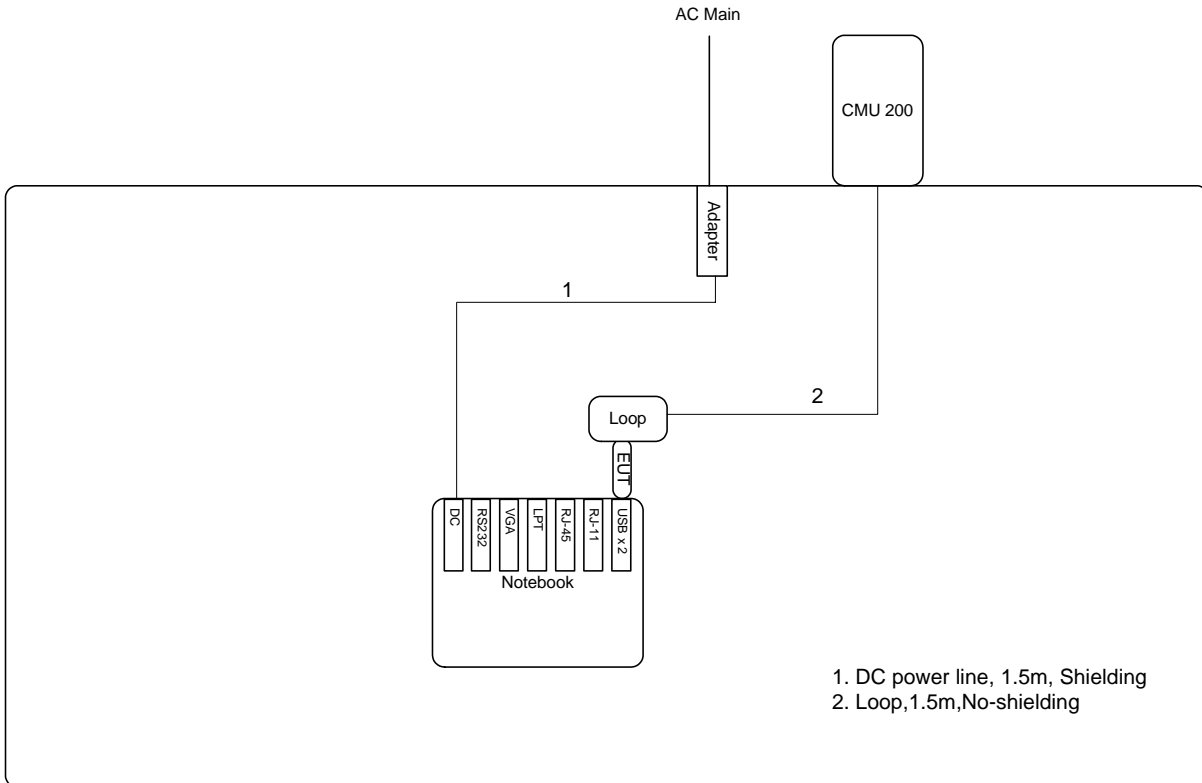 AC Main
CMU 200
Adapter
1
2
Loop
EUT
DC
RS232
VGA
LPT
RJ-45
RJ-11
USB x 2
Notebook
1. DC power line, 1.5m, Shielding
2. Loop,1.5m,No-shielding